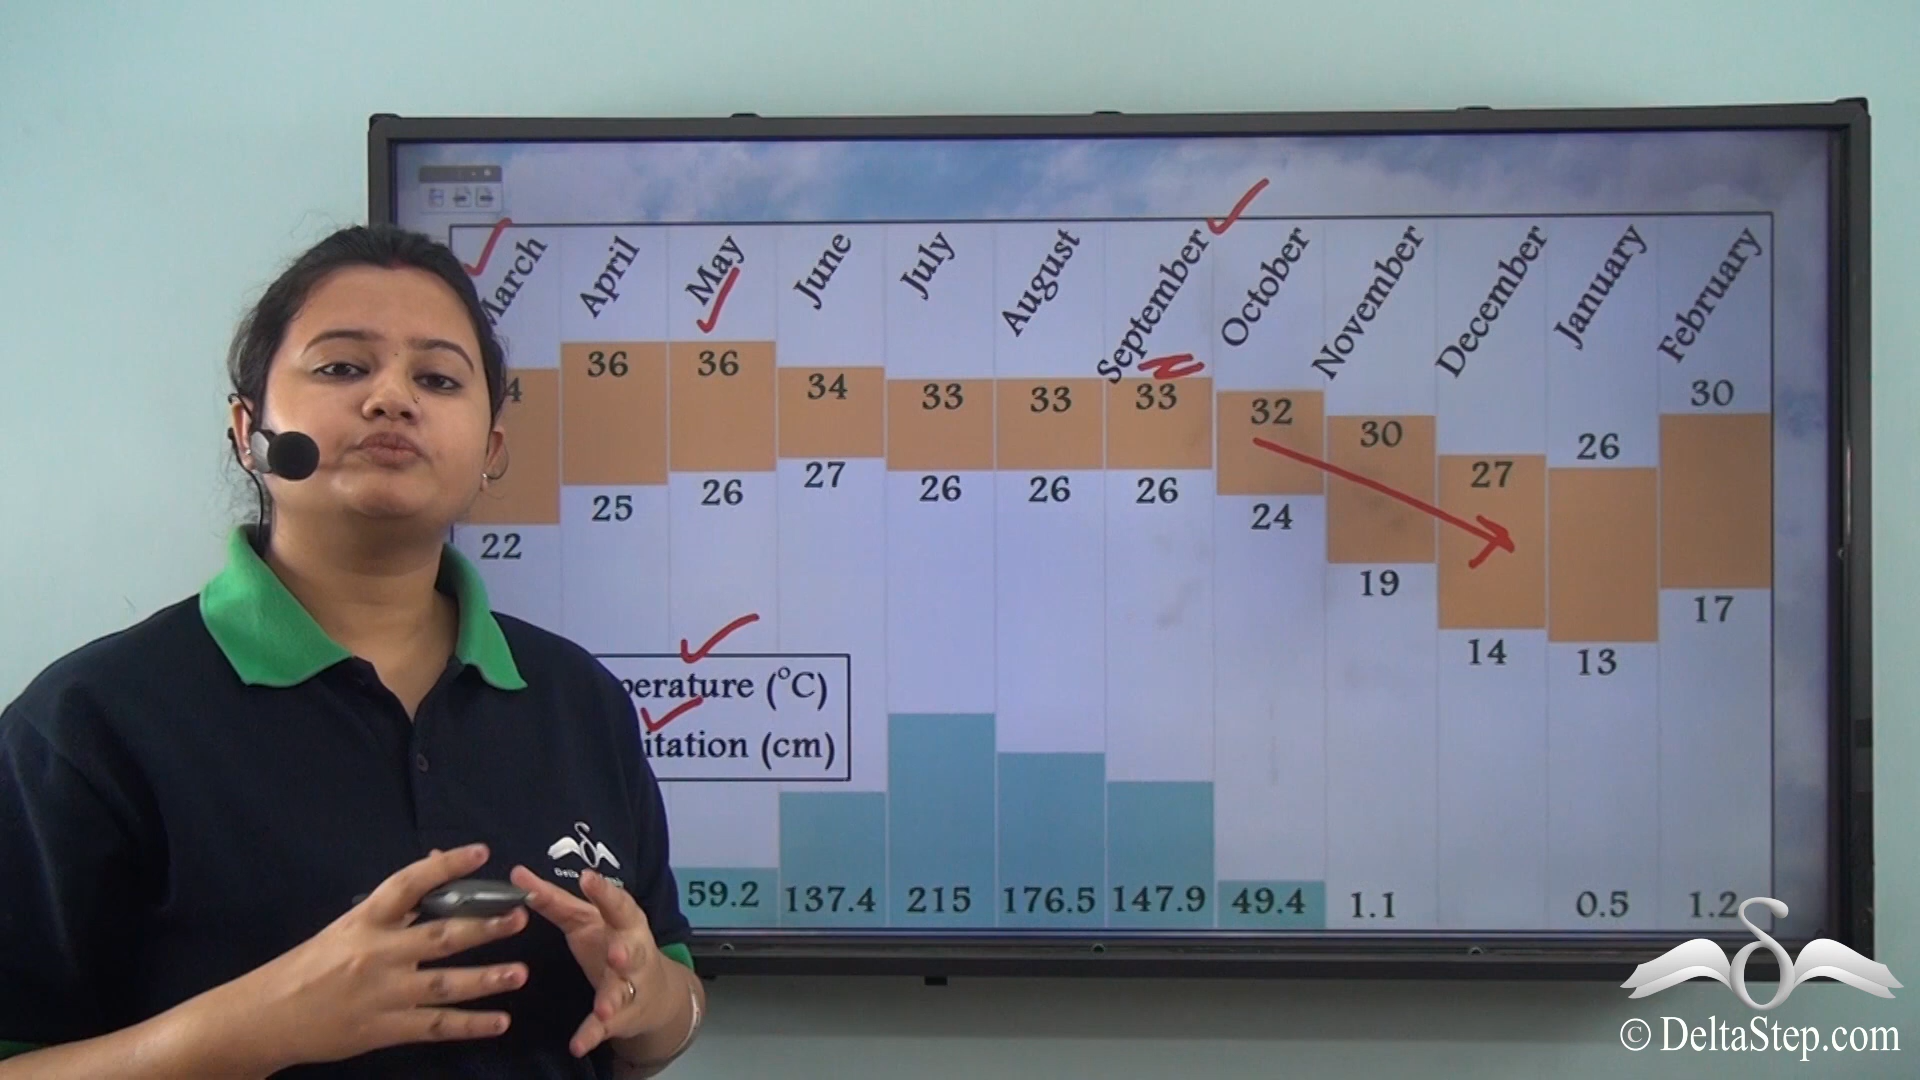 March April May June July August September October November December January February
4 36 36 34 33 33 33 32 30 27 26 30
22 25 26 27 26 26 26 24 19 14 13 17
perature (°C)
itation (cm)
59.2 137.4 215 176.5 147.9 49.4 1.1 0.5 1.2
© DeltaStep.com